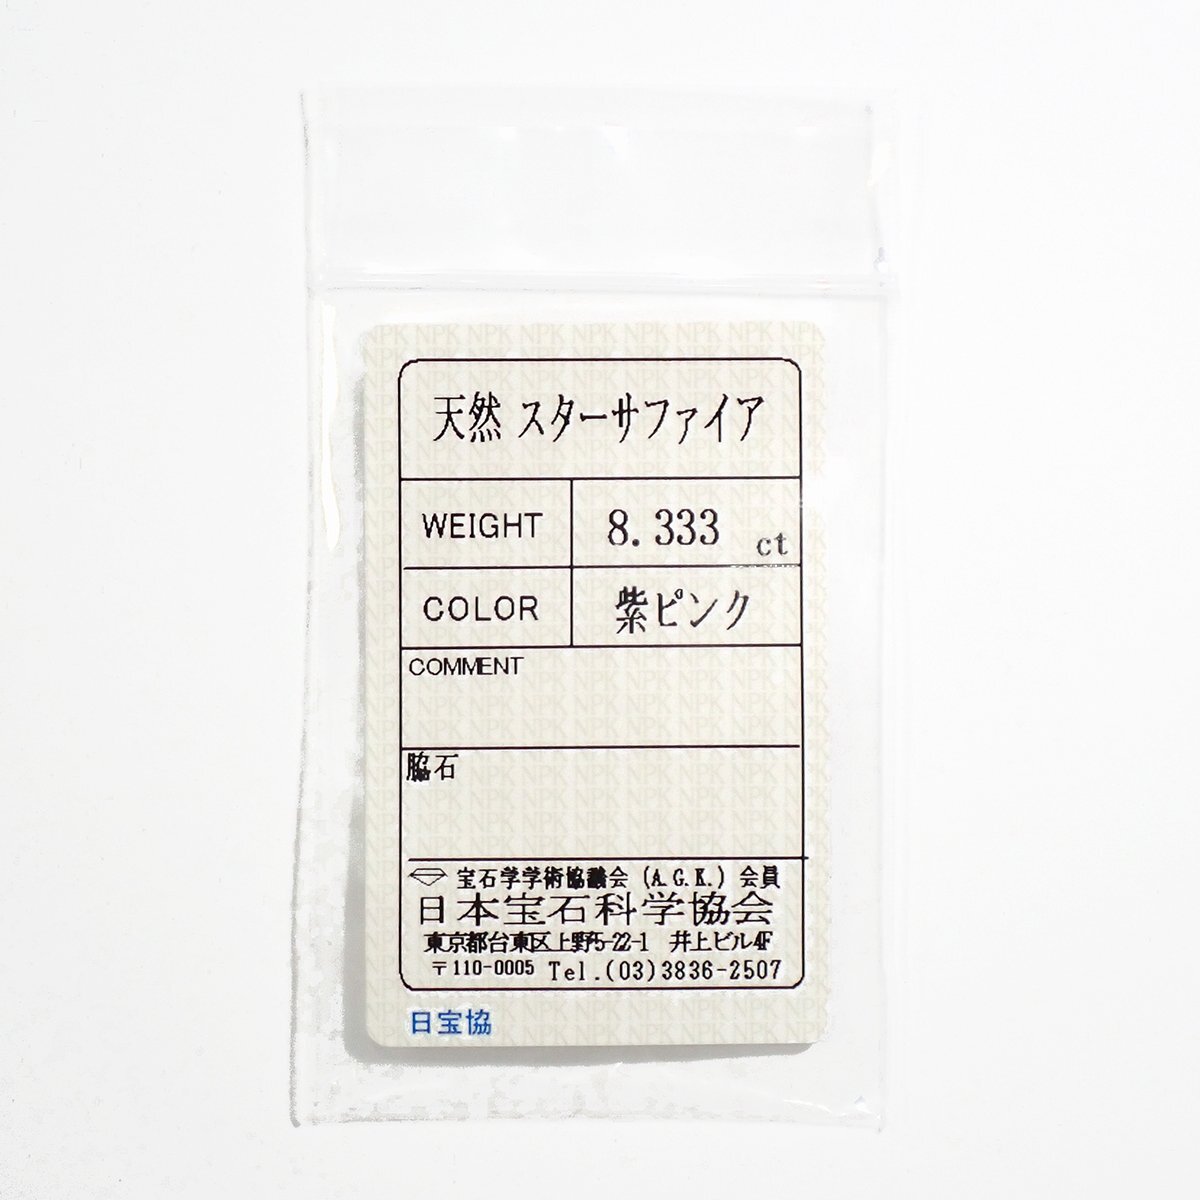 天然 スターサファイア
WEIGHT 8.333 ct
COLOR 紫ピンク
COMMENT
脇石
宝石学学術協議会 (A.G.K.) 会員
日本宝石科学協会
東京都台東区上野5-22-1 井上ビル4F
〒110-0005 Tel.(03)3836-2507
日宝協